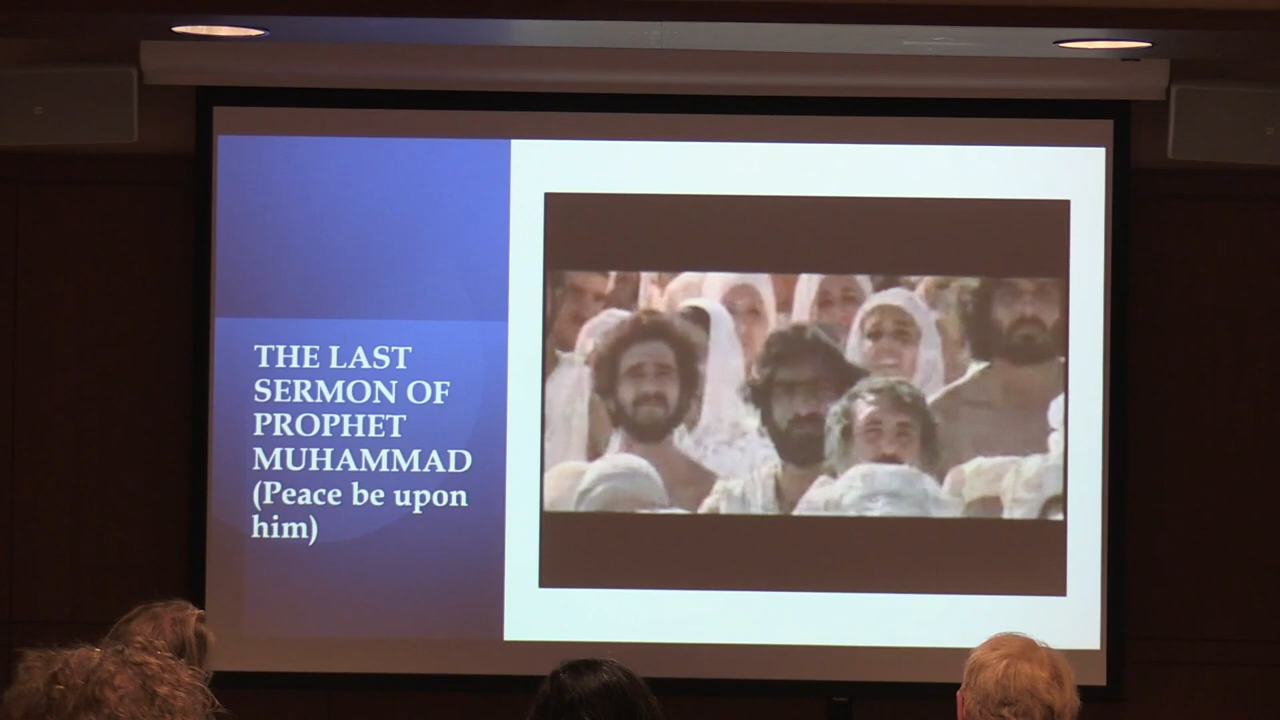 THE LAST
SERMON OF
PROPHET
MUHAMMAD
(Peace be upon
him)